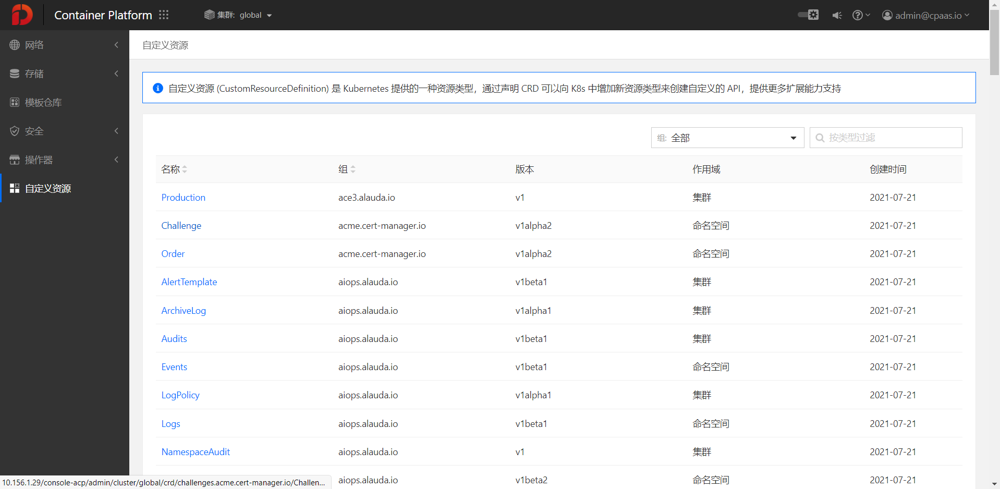 Container Platform
集群: global
admin@cpaas.io
网络
存储
模板仓库
安全
操作器
自定义资源
自定义资源
自定义资源 (CustomResourceDefinition) 是 Kubernetes 提供的一种资源类型，通过声明 CRD 可以向 K8s 中增加新资源类型来创建自定义的 API，提供更多扩展能力支持
组: 全部
按类型过滤
名称 组 版本 作用域 创建时间
Production ace3.alauda.io v1 集群 2021-07-21
Challenge acme.cert-manager.io v1alpha2 命名空间 2021-07-21
Order acme.cert-manager.io v1alpha2 命名空间 2021-07-21
AlertTemplate aiops.alauda.io v1beta1 集群 2021-07-21
ArchiveLog aiops.alauda.io v1alpha1 集群 2021-07-21
Audits aiops.alauda.io v1beta1 集群 2021-07-21
Events aiops.alauda.io v1beta1 命名空间 2021-07-21
LogPolicy aiops.alauda.io v1alpha1 集群 2021-07-21
Logs aiops.alauda.io v1beta1 命名空间 2021-07-21
NamespaceAudit aiops.alauda.io v1 集群 2021-07-21
aiops.alauda.io v1beta2 命名空间 2021-07-21
10.156.1.29/console-acp/admin/cluster/global/crd/challenges.acme.cert-manager.io/Challen...